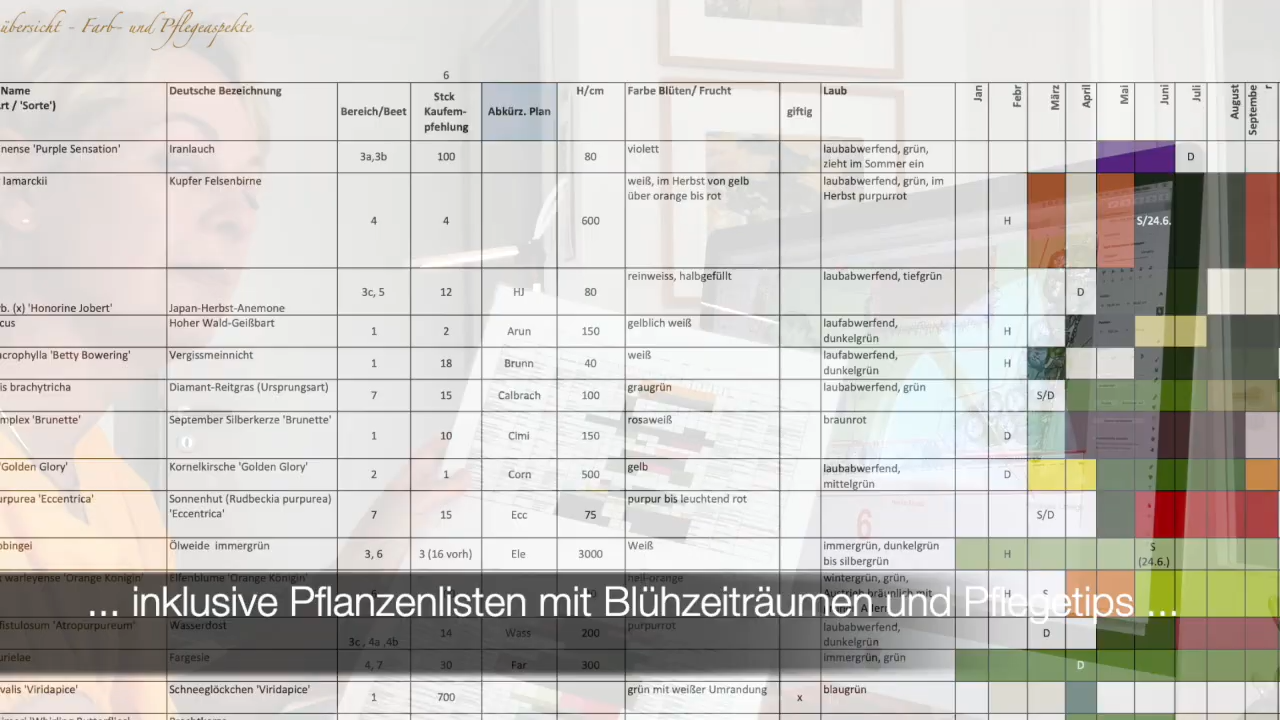 übersicht - Farb- und Pflegeaspekte
6
Name
rt / 'Sorte')
Deutsche Bezeichnung
Bereich/Beet
Stck
Kaufem-
pfehlung
Abkürz. Plan
H/cm
Farbe Blüten/ Frucht
giftig
Laub
Jan
Febr
März
April
Mai
Juni
Juli
August
Septembe
r
nense 'Purple Sensation'
Iranlauch
3a,3b
100
80
violett
laubabwerfend, grün,
zieht im Sommer ein
D
lamarckii
Kupfer Felsenbirne
4
4
600
weiß, im Herbst von gelb
über orange bis rot
laubabwerfend, grün, im
Herbst purpurrot
H
S/24.6.
b. (x) 'Honorine Jobert'
Japan-Herbst-Anemone
3c, 5
12
HJ
80
reinweiss, halbgefüllt
laubabwerfend, tiefgrün
D
cus
Hoher Wald-Geißbart
1
2
Arun
150
gelblich weiß
laufabwerfend,
dunkelgrün
H
acrophylla 'Betty Bowering'
Vergissmeinnicht
1
18
Brunn
40
weiß
laufabwerfend,
dunkelgrün
H
is brachytricha
Diamant-Reitgras (Ursprungsart)
7
15
Calbrach
100
graugrün
laubabwerfend, grün
S/D
mplex 'Brunette'
September Silberkerze 'Brunette'
1
10
Cimi
150
rosaweiß
braunrot
D
'Golden Glory'
Kornelkirsche 'Golden Glory'
2
1
Corn
500
gelb
laubabwerfend,
mittelgrün
D
urpurea 'Eccentrica'
Sonnenhut (Rudbeckia purpurea)
'Eccentrica'
7
15
Ecc
75
purpur bis leuchtend rot
S/D
6
bbingei
Ölweide immergrün
3, 6
3 (16 vorh)
Ele
3000
Weiß
immergrün, dunkelgrün
bis silbergrün
H
S
(24.6.)
x warleyense 'Orange Königin'
Elfenblume 'Orange Königin'
hell-orange
wintergrün, grün,
H
S
... inklusive Pflanzenlisten mit Blühzeiträumen und Pflegetips ...
fistulosum 'Atropurpureum'
Wasserdost
3c , 4a ,4b
14
Wass
200
purpurrot
laubabwerfend,
dunkelgrün
D
urielae
Fargesie
4, 7
30
Far
300
immergrün, grün
D
valis 'Viridapice'
Schneeglöckchen 'Viridapice'
1
700
grün mit weißer Umrandung
x
blaugrün